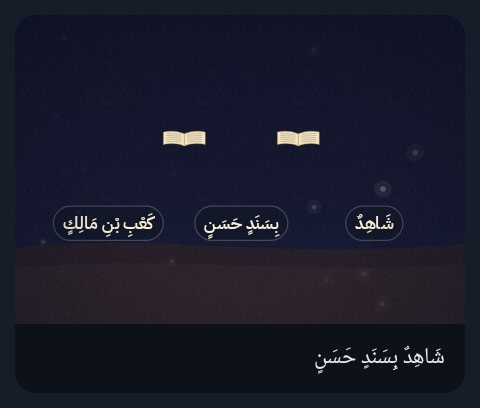 شَاهِدٌ بِسَنَدٍ حَسَنٍ كَعْبِ بْنِ مَالِكٍ
شَاهِدٌ بِسَنَدٍ حَسَنٍ